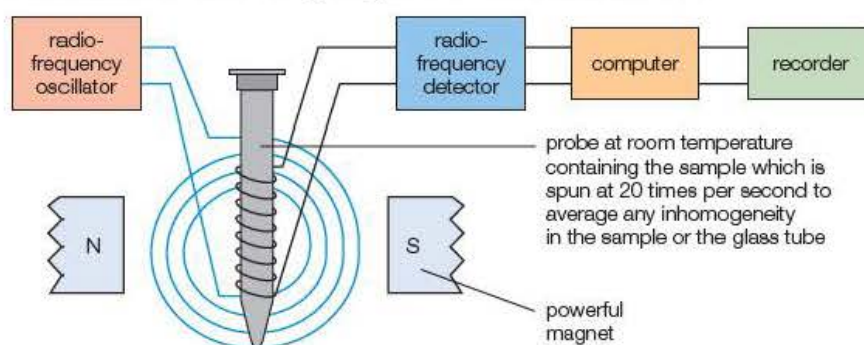 radio-
frequency
oscillator
radio-
frequency
detector
computer
recorder
probe at room temperature
containing the sample which is
spun at 20 times per second to
average any inhomogeneity
in the sample or the glass tube
N
S
powerful
magnet